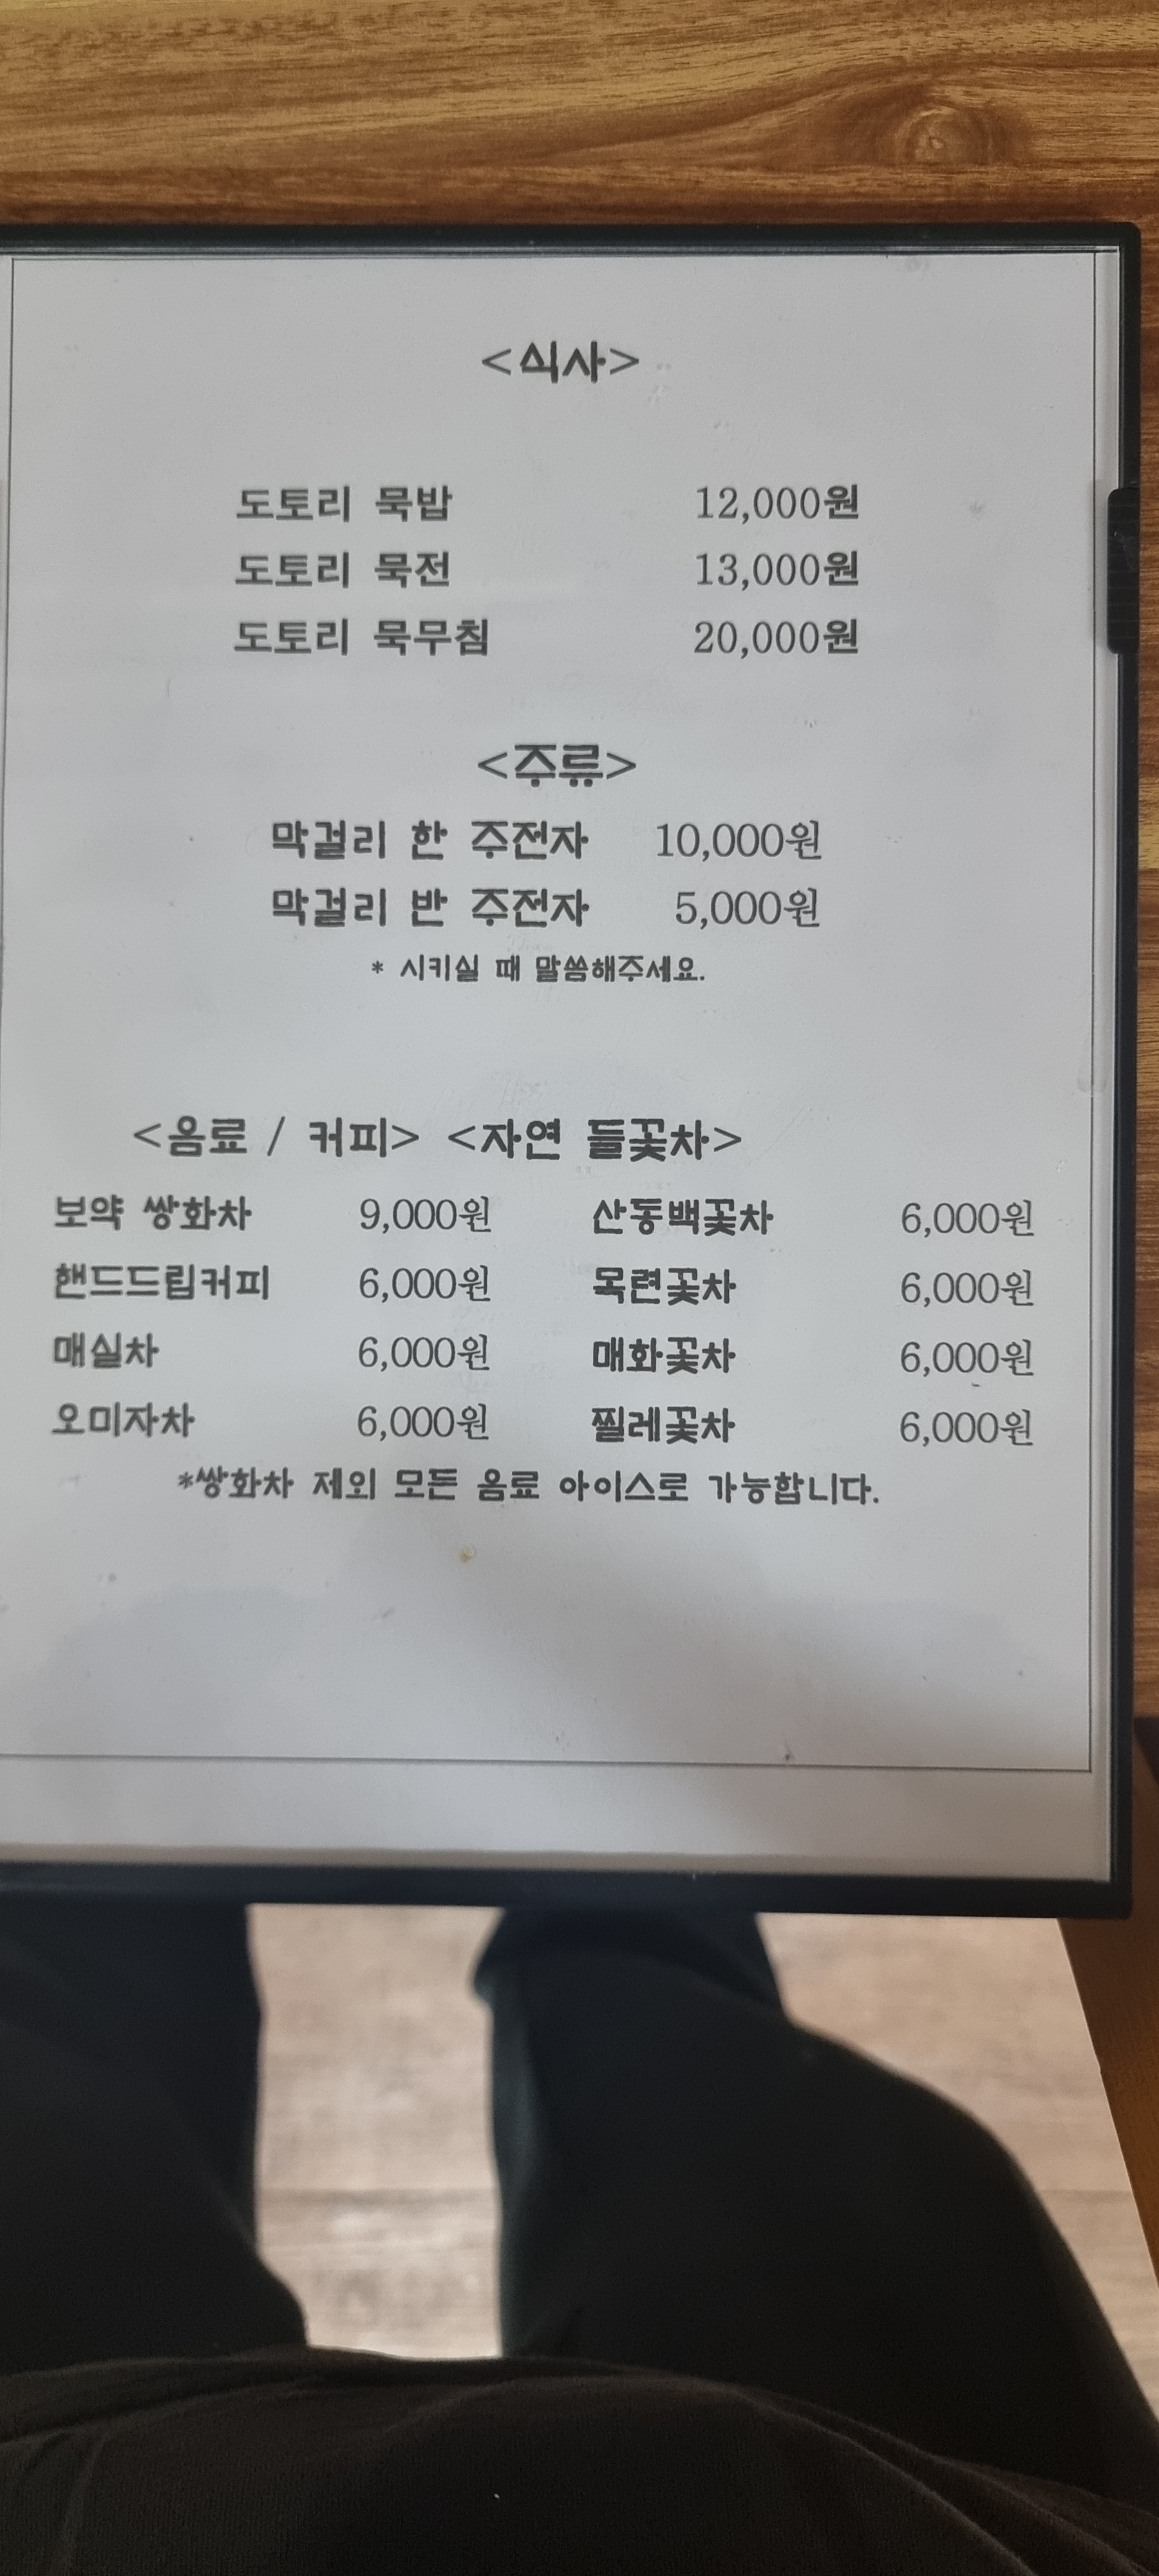 <식사>
도토리 묵밥 12,000원
도토리 묵전 13,000원
도토리 묵무침 20,000원
<주류>
막걸리 한 주전자 10,000원
막걸리 반 주전자 5,000원
* 시키실 때 말씀해주세요.
<음료 / 커피> <자연 들꽃차>
보약 쌍화차 9,000원 산동백꽃차 6,000원
핸드드립커피 6,000원 목련꽃차 6,000원
매실차 6,000원 매화꽃차 6,000원
오미자차 6,000원 찔레꽃차 6,000원
*쌍화차 제외 모든 음료 아이스로 가능합니다.